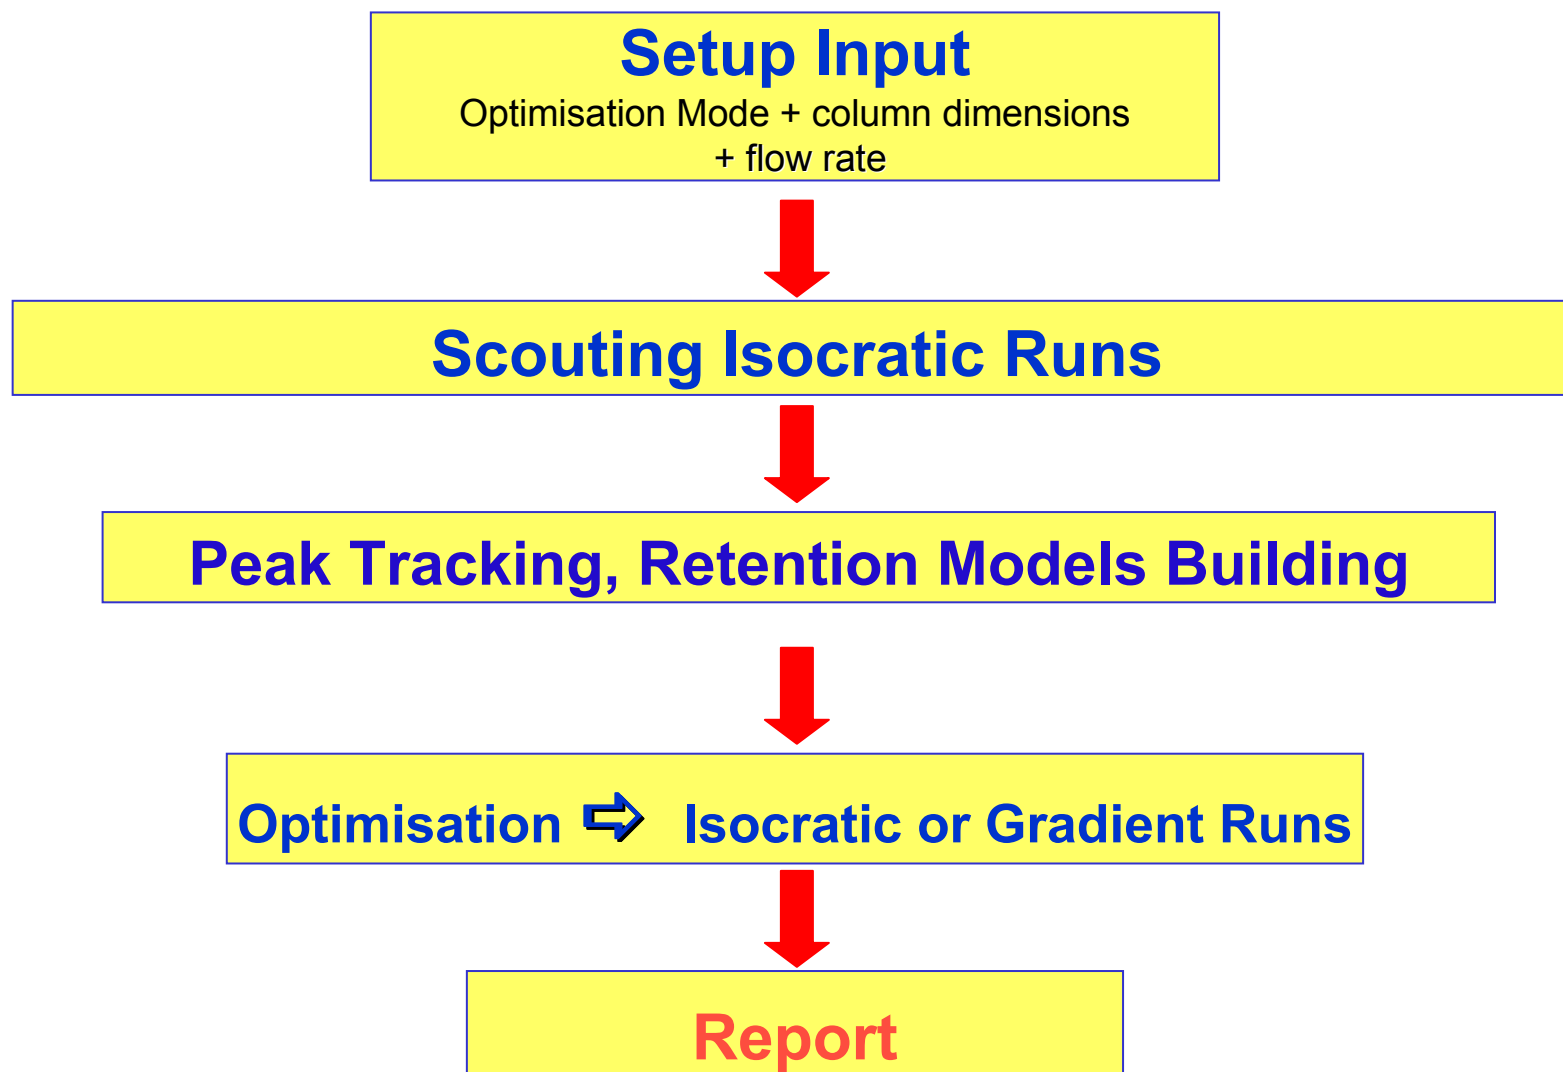 Setup Input
Optimisation Mode + column dimensions
+ flow rate
Scouting Isocratic Runs
Peak Tracking, Retention Models Building
Optimisation ⇨ Isocratic or Gradient Runs
Report